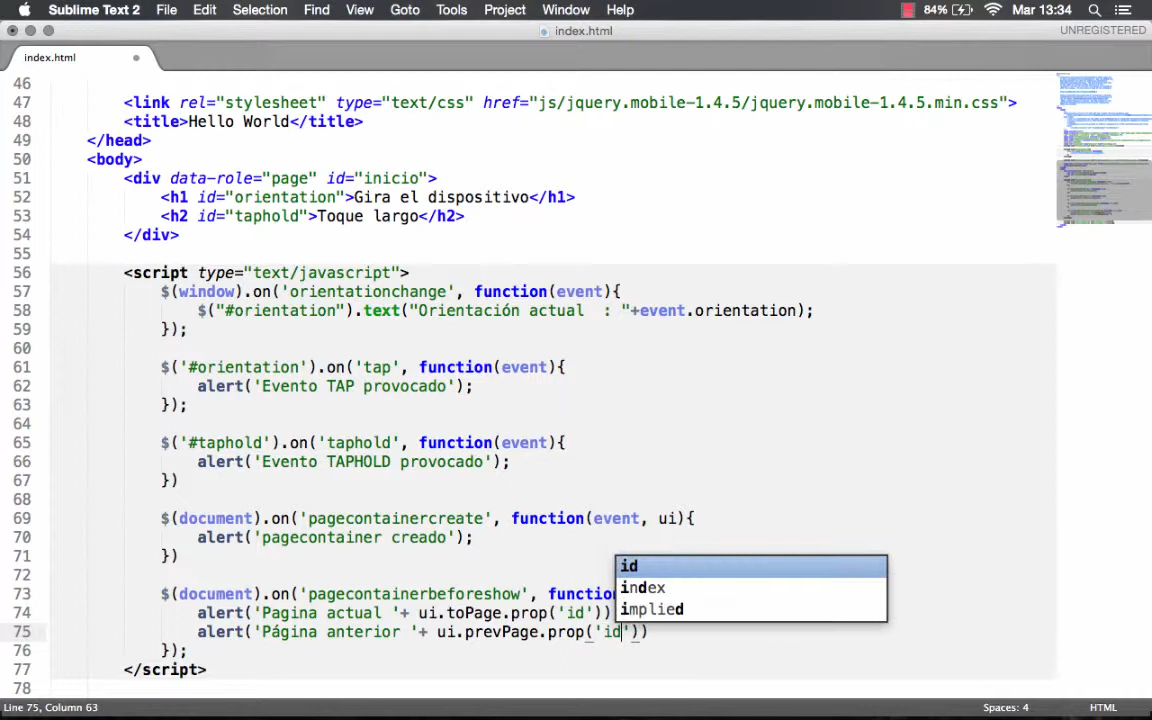 Sublime Text 2 File Edit Selection Find View Goto Tools Project Window Help 84% Mar 13:34
index.html UNREGISTERED
index.html
46
47 <link rel="stylesheet" type="text/css" href="js/jquery.mobile-1.4.5/jquery.mobile-1.4.5.min.css">
48 <title>Hello World</title>
49 </head>
50 <body>
51 <div data-role="page" id="inicio">
52 <h1 id="orientation">Gira el dispositivo</h1>
53 <h2 id="taphold">Toque largo</h2>
54 </div>
55
56 <script type="text/javascript">
57 $(window).on('orientationchange', function(event){
58 $("#orientation").text("Orientación actual  : "+event.orientation);
59 });
60
61 $('#orientation').on('tap', function(event){
62 alert('Evento TAP provocado');
63 });
64
65 $('#taphold').on('taphold', function(event){
66 alert('Evento TAPHOLD provocado');
67 })
68
69 $(document).on('pagecontainercreate', function(event, ui){
70 alert('pagecontainer creado');
71 })
72
73 $(document).on('pagecontainerbeforeshow', function
74 alert('Pagina actual '+ ui.toPage.prop('id'))
75 alert('Página anterior '+ ui.prevPage.prop('id'))
76 });
77 </script>
78
id
index
implied
Line 75, Column 63 Spaces: 4 HTML